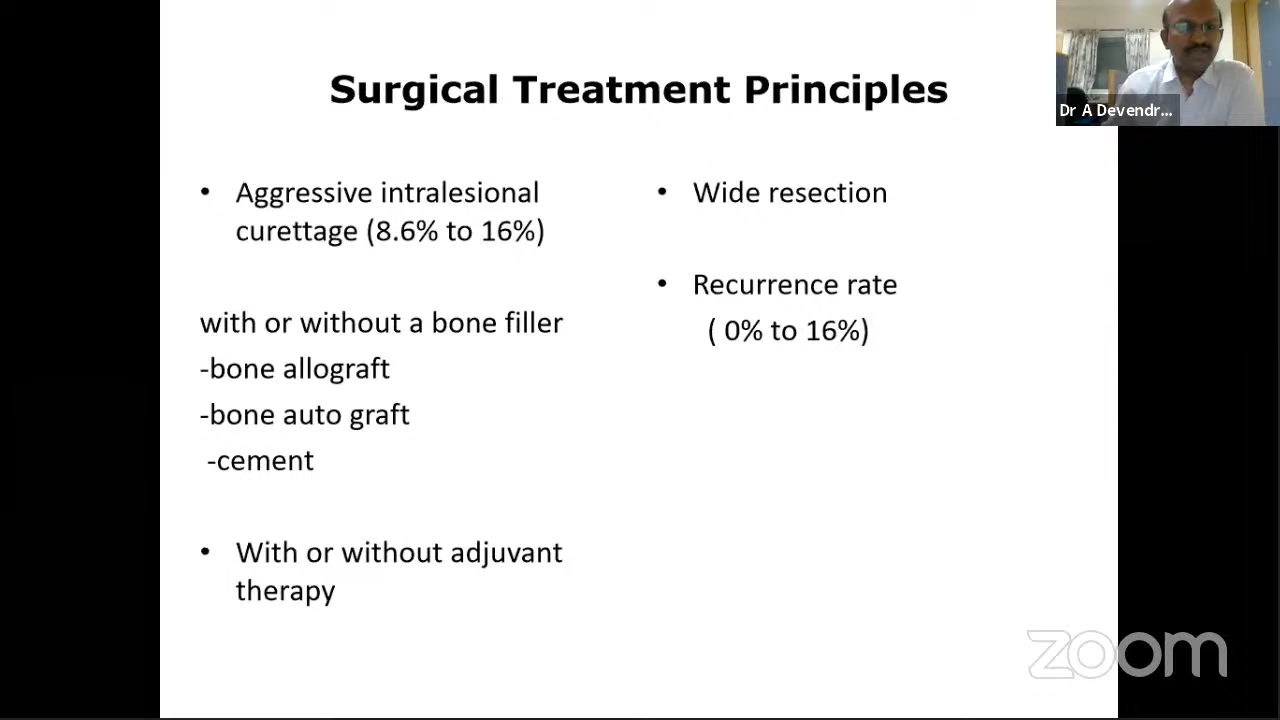 Surgical Treatment Principles
• Aggressive intralesional
curettage (8.6% to 16%)
with or without a bone filler
-bone allograft
-bone auto graft
-cement
• With or without adjuvant
therapy
• Wide resection
• Recurrence rate
( 0% to 16%)
Dr A Devendr...
zoom